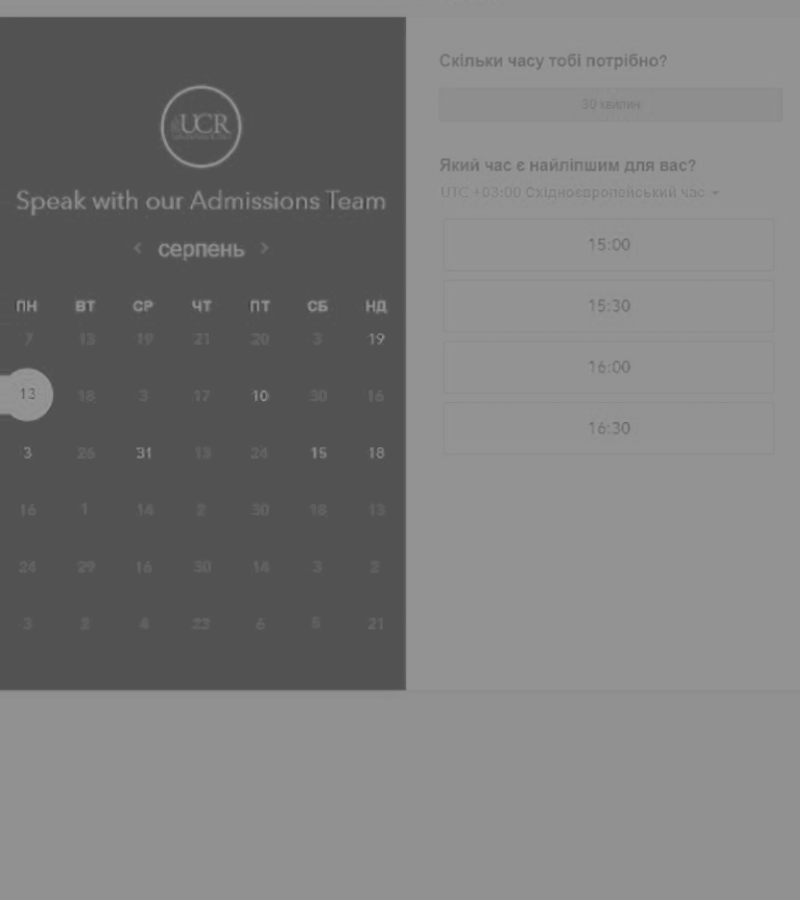 UCR
Speak with our Admissions Team
< серпень >
ПН ВТ СР ЧТ ПТ СБ НД
7 13 19 21 20 3 19
13 18 3 17 10 30 16
3 26 31 13 24 15 18
16 1 14 2 30 18 13
24 29 16 30 14 3 2
3 2 4 22 6 5 21
Скільки часу тобі потрібно?
30 хвилин
Який час є найліпшим для вас?
UTC +03:00 Східноєвропейський час
15:00
15:30
16:00
16:30